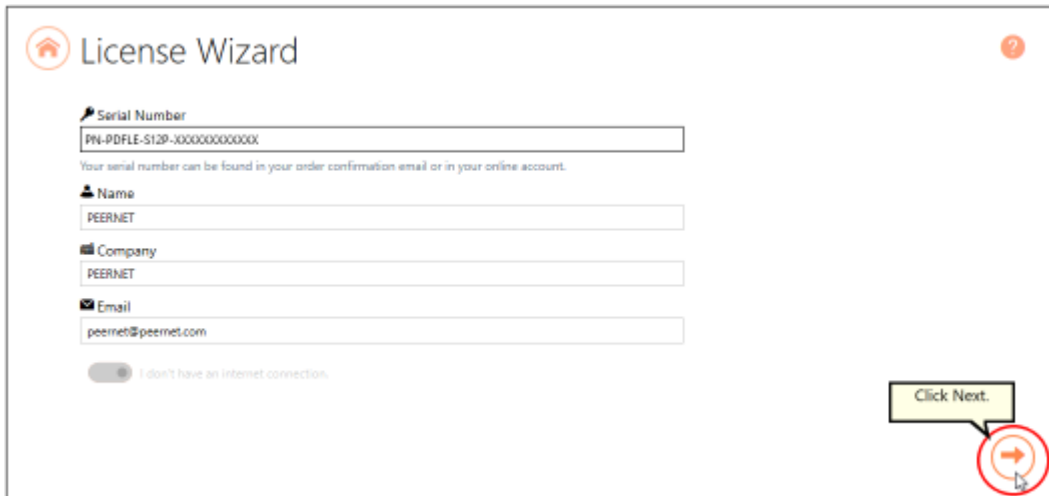 License Wizard
?
Serial Number
PN-PDFLE-S12P-XXXXXXXXXXXX
Your serial number can be found in your order confirmation email or in your online account.
Name
PEERNET
Company
PEERNET
Email
peernet@peernet.com
I don't have an internet connection.
Click Next.